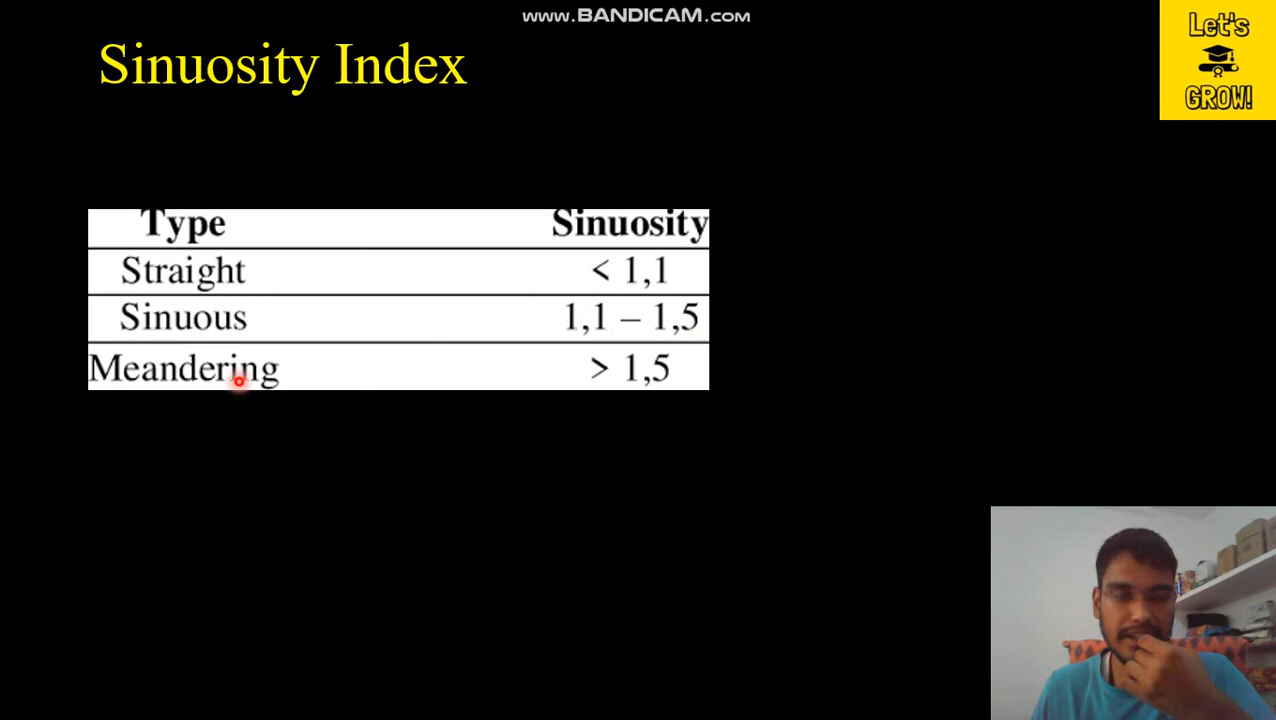 www.BANDICAM.com
Sinuosity Index
Let's
GROW!
Type Sinuosity
Straight < 1,1
Sinuous 1,1 – 1,5
Meandering > 1,5